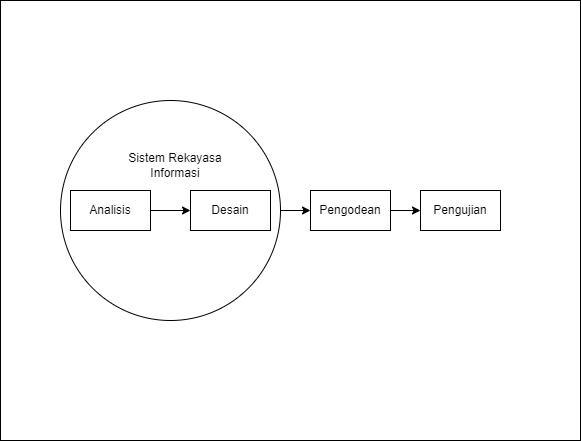 Sistem Rekayasa
Informasi
Analisis
Desain
Pengodean
Pengujian